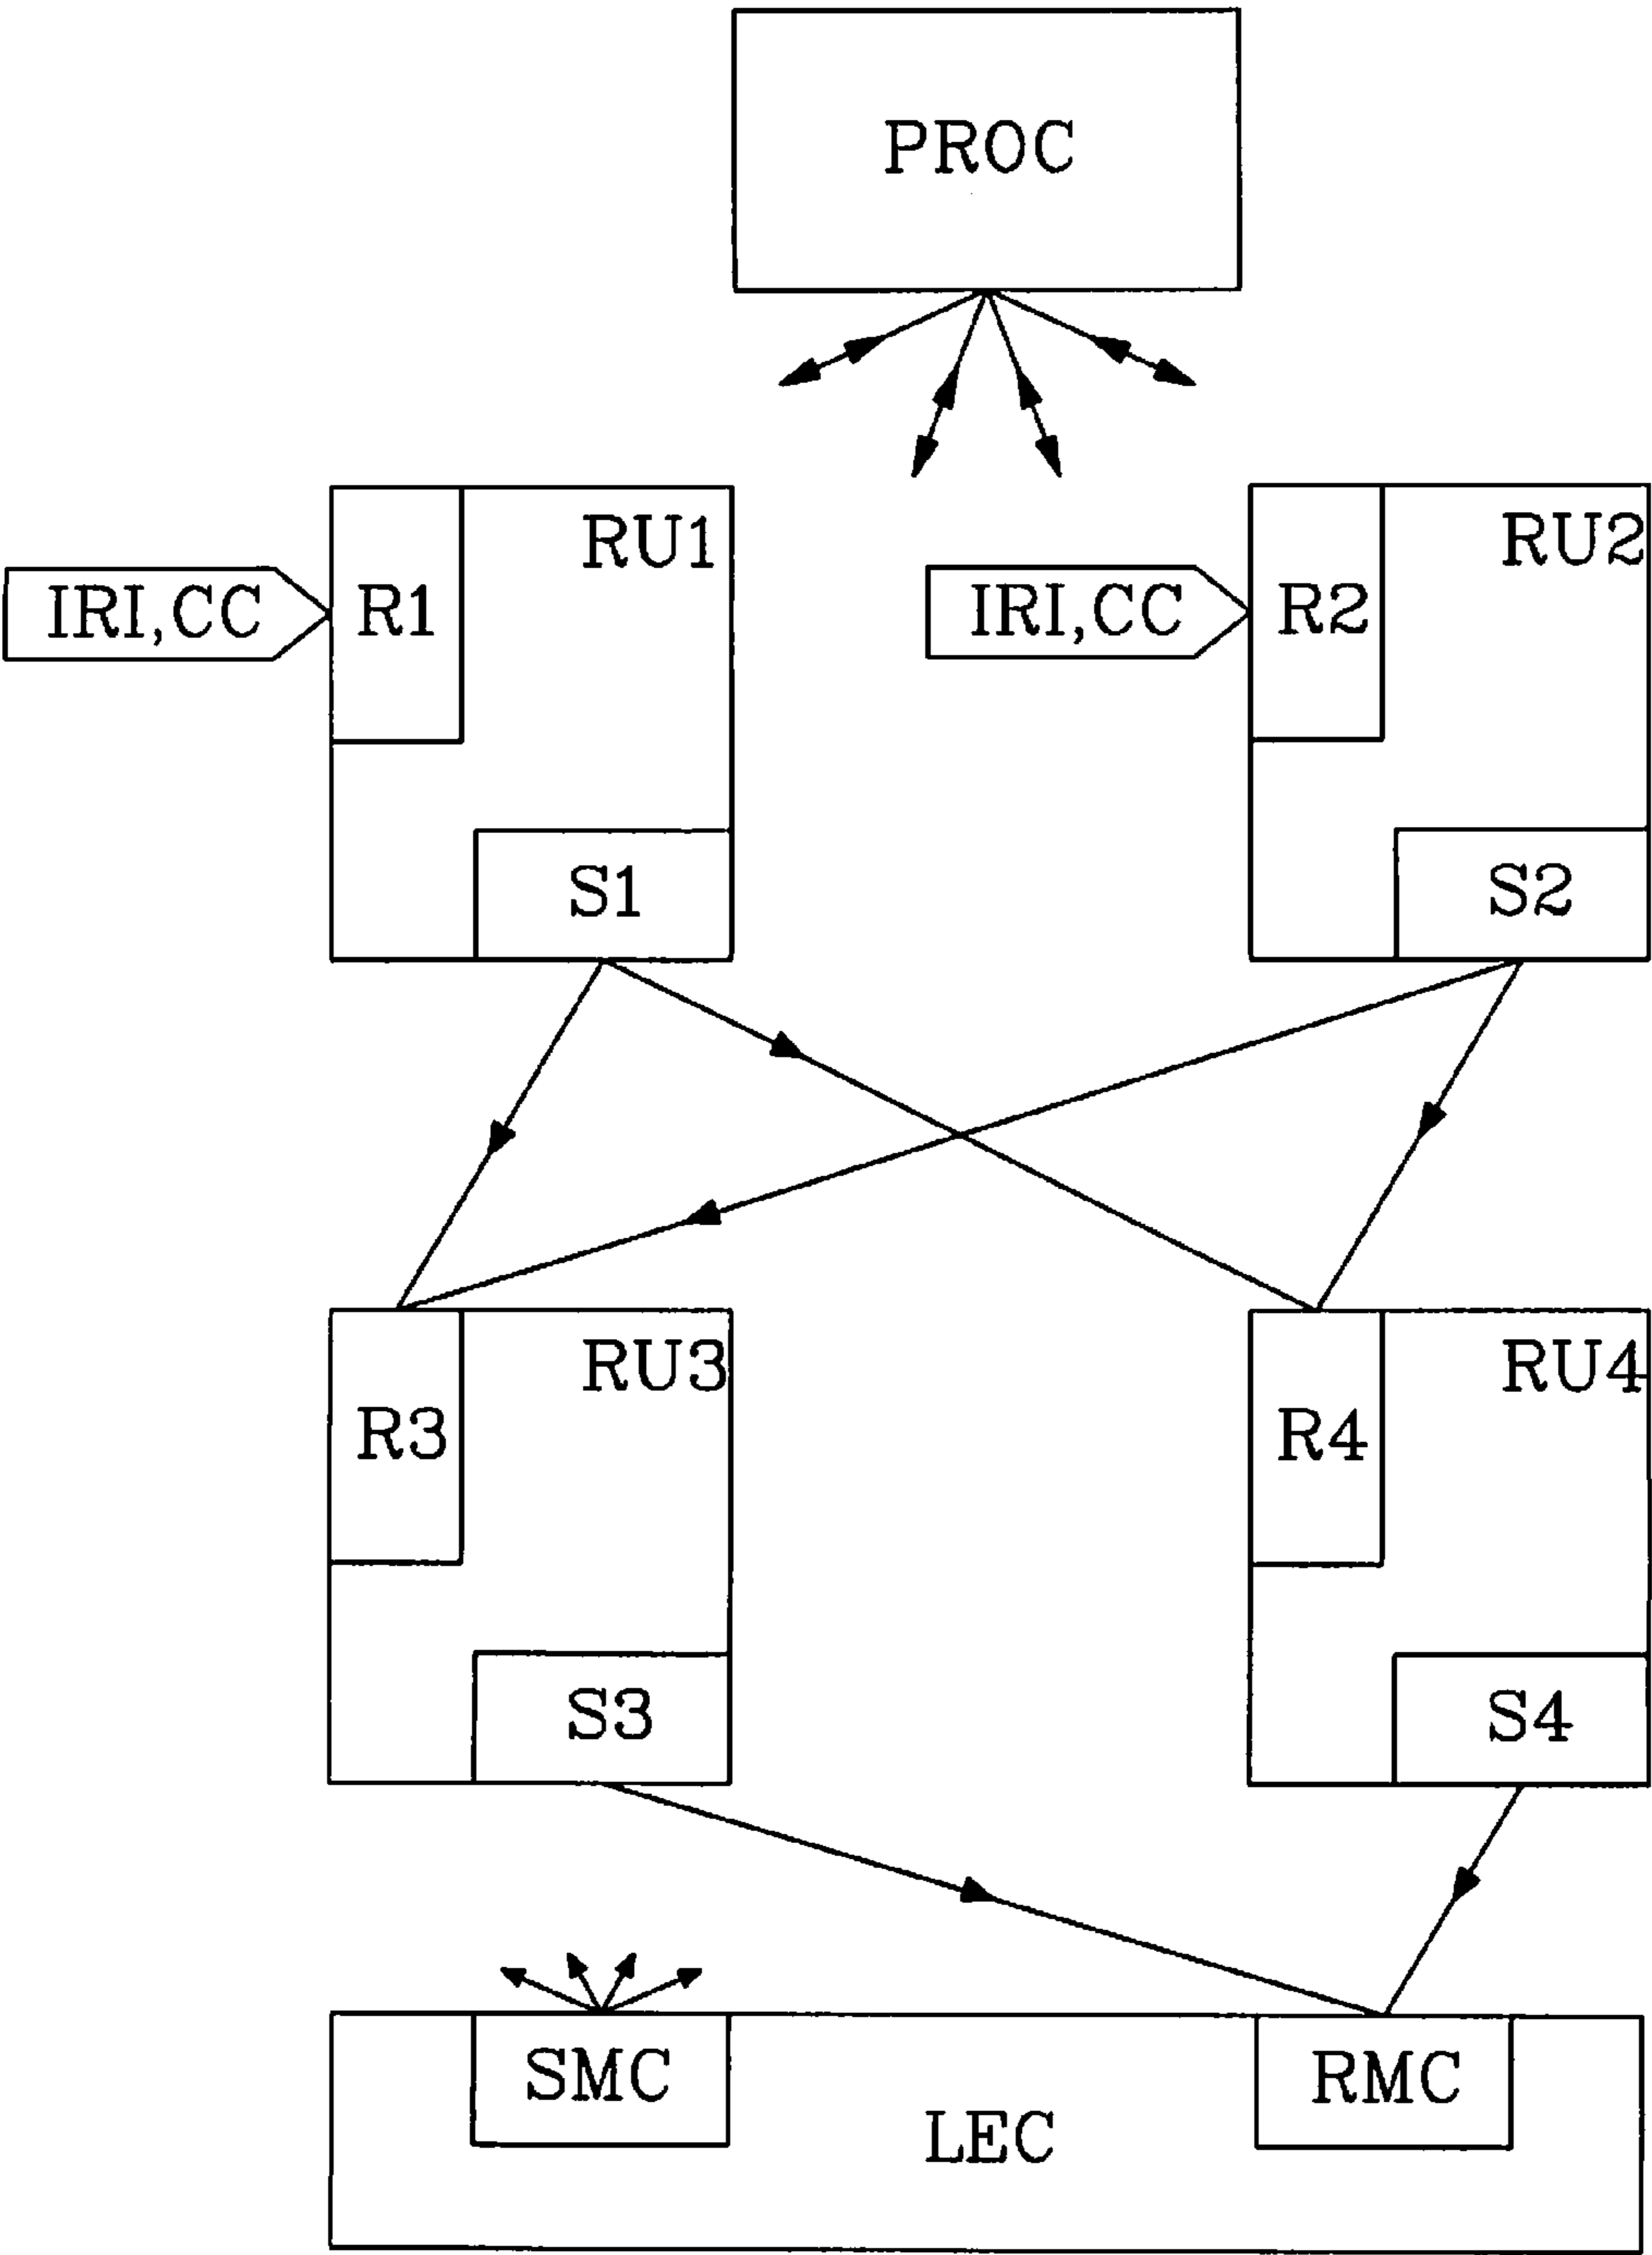 PROC
RU1
RU2
IRI,CC
R1
IRI,CC
R2
S1
S2
RU3
RU4
R3
R4
S3
S4
SMC
RMC
LEC